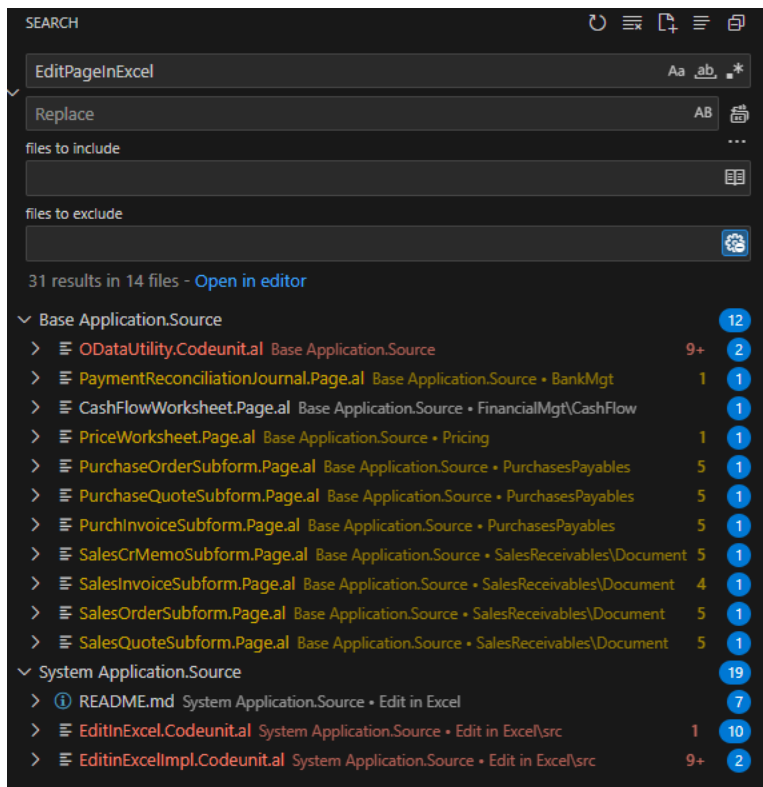 SEARCH
EditPageInExcel Aa ab, .*
Replace AB
files to include
files to exclude
31 results in 14 files - Open in editor
Base Application.Source 12
ODataUtility.Codeunit.al Base Application.Source 9+ 2
PaymentReconciliationJournal.Page.al Base Application.Source • BankMgt 1 1
CashFlowWorksheet.Page.al Base Application.Source • FinancialMgt\CashFlow 1
PriceWorksheet.Page.al Base Application.Source • Pricing 1 1
PurchaseOrderSubform.Page.al Base Application.Source • PurchasesPayables 5 1
PurchaseQuoteSubform.Page.al Base Application.Source • PurchasesPayables 5 1
PurchInvoiceSubform.Page.al Base Application.Source • PurchasesPayables 5 1
SalesCrMemoSubform.Page.al Base Application.Source • SalesReceivables\Document 5 1
SalesInvoiceSubform.Page.al Base Application.Source • SalesReceivables\Document 4 1
SalesOrderSubform.Page.al Base Application.Source • SalesReceivables\Document 5 1
SalesQuoteSubform.Page.al Base Application.Source • SalesReceivables\Document 5 1
System Application.Source 19
README.md System Application.Source • Edit in Excel 7
EditInExcel.Codeunit.al System Application.Source • Edit in Excel\src 1 10
EditinExcelImpl.Codeunit.al System Application.Source • Edit in Excel\src 9+ 2